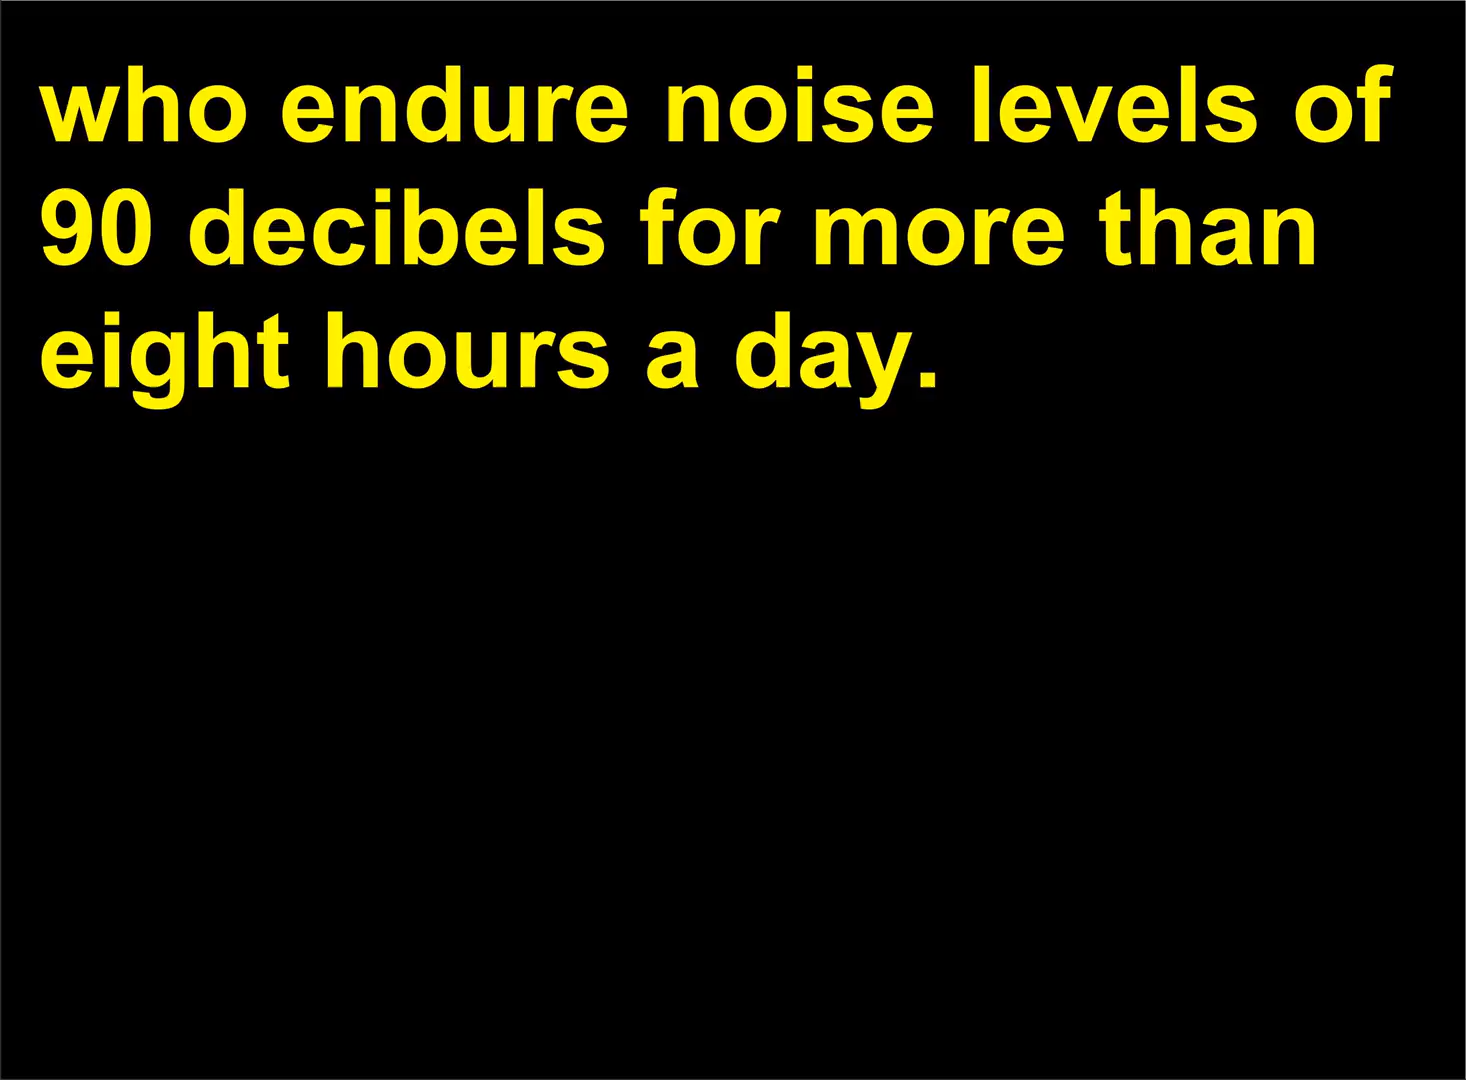 who endure noise levels of
90 decibels for more than
eight hours a day.